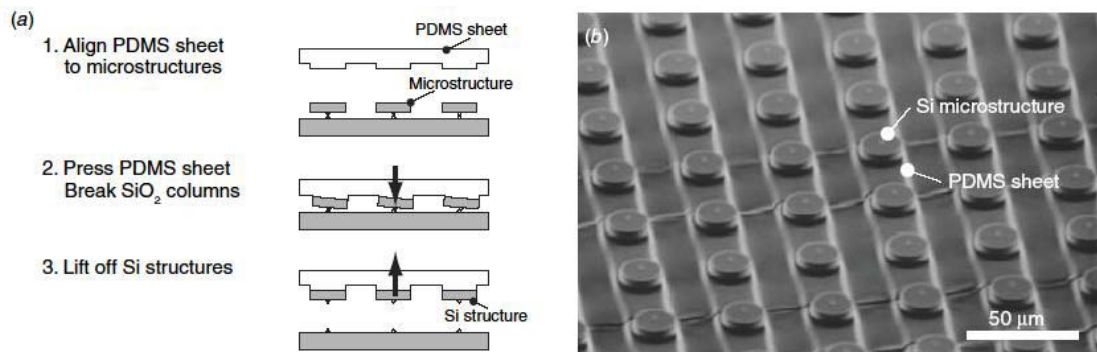 (a)
1. Align PDMS sheet
to microstructures
PDMS sheet
Microstructure
2. Press PDMS sheet
Break SiO₂ columns
3. Lift off Si structures
Si structure
(b)
Si microstructure
PDMS sheet
50 μm